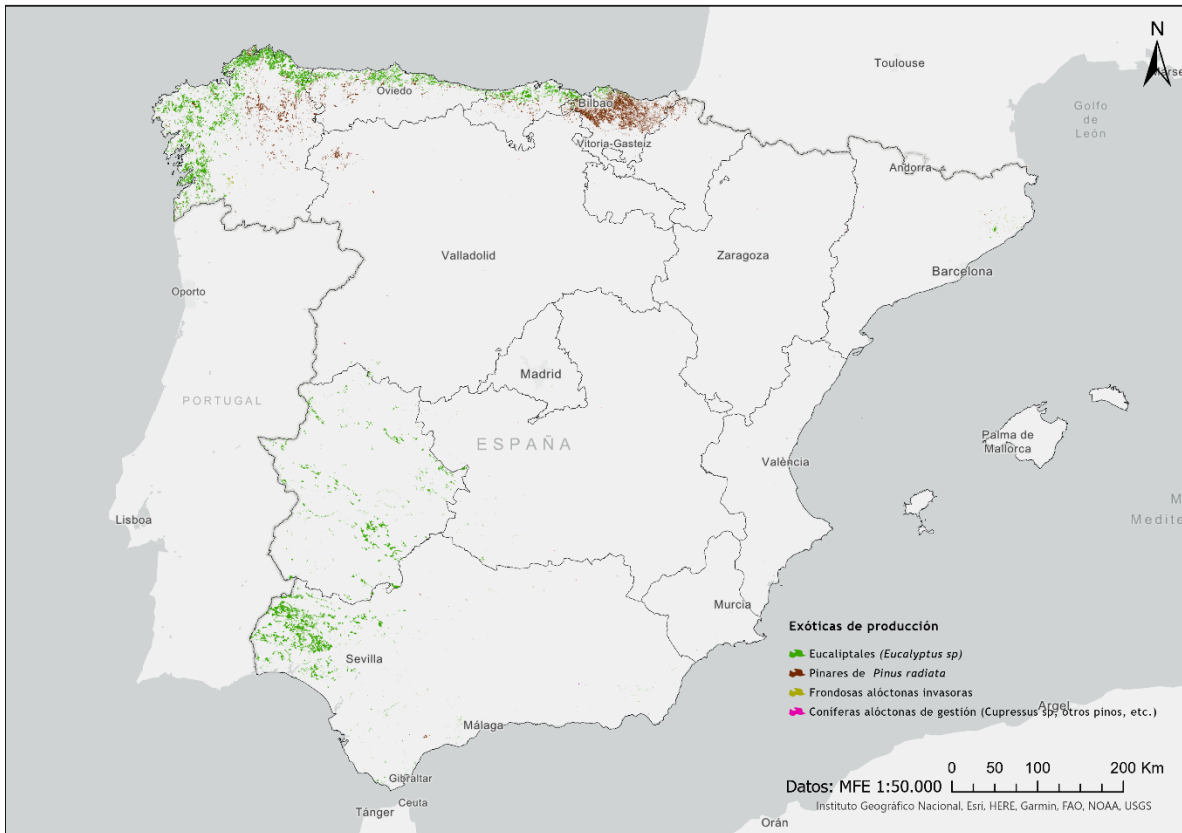 N
Toulouse
Marse
Golfo
de
León
Oviedo
Bilbao
Vitoria-Gasteiz
Andorra
Valladolid
Zaragoza
Barcelona
Oporto
Madrid
PORTUGAL
ESPAÑA
Palma de
Mallorca
València
M
Medite
Lisboa
Murcia
Sevilla
Exóticas de producción
Eucaliptales (Eucalyptus sp)
Pinares de Pinus radiata
Frondosas alóctonas invasoras
Coníferas alóctonas de gestión (Cupressus sp, otros pinos, etc.)
Argel
Málaga
Gibraltar
Ceuta
Tánger
0 50 100 200 Km
Datos: MFE 1:50.000
Instituto Geográfico Nacional, Esri, HERE, Garmin, FAO, NOAA, USGS
Orán